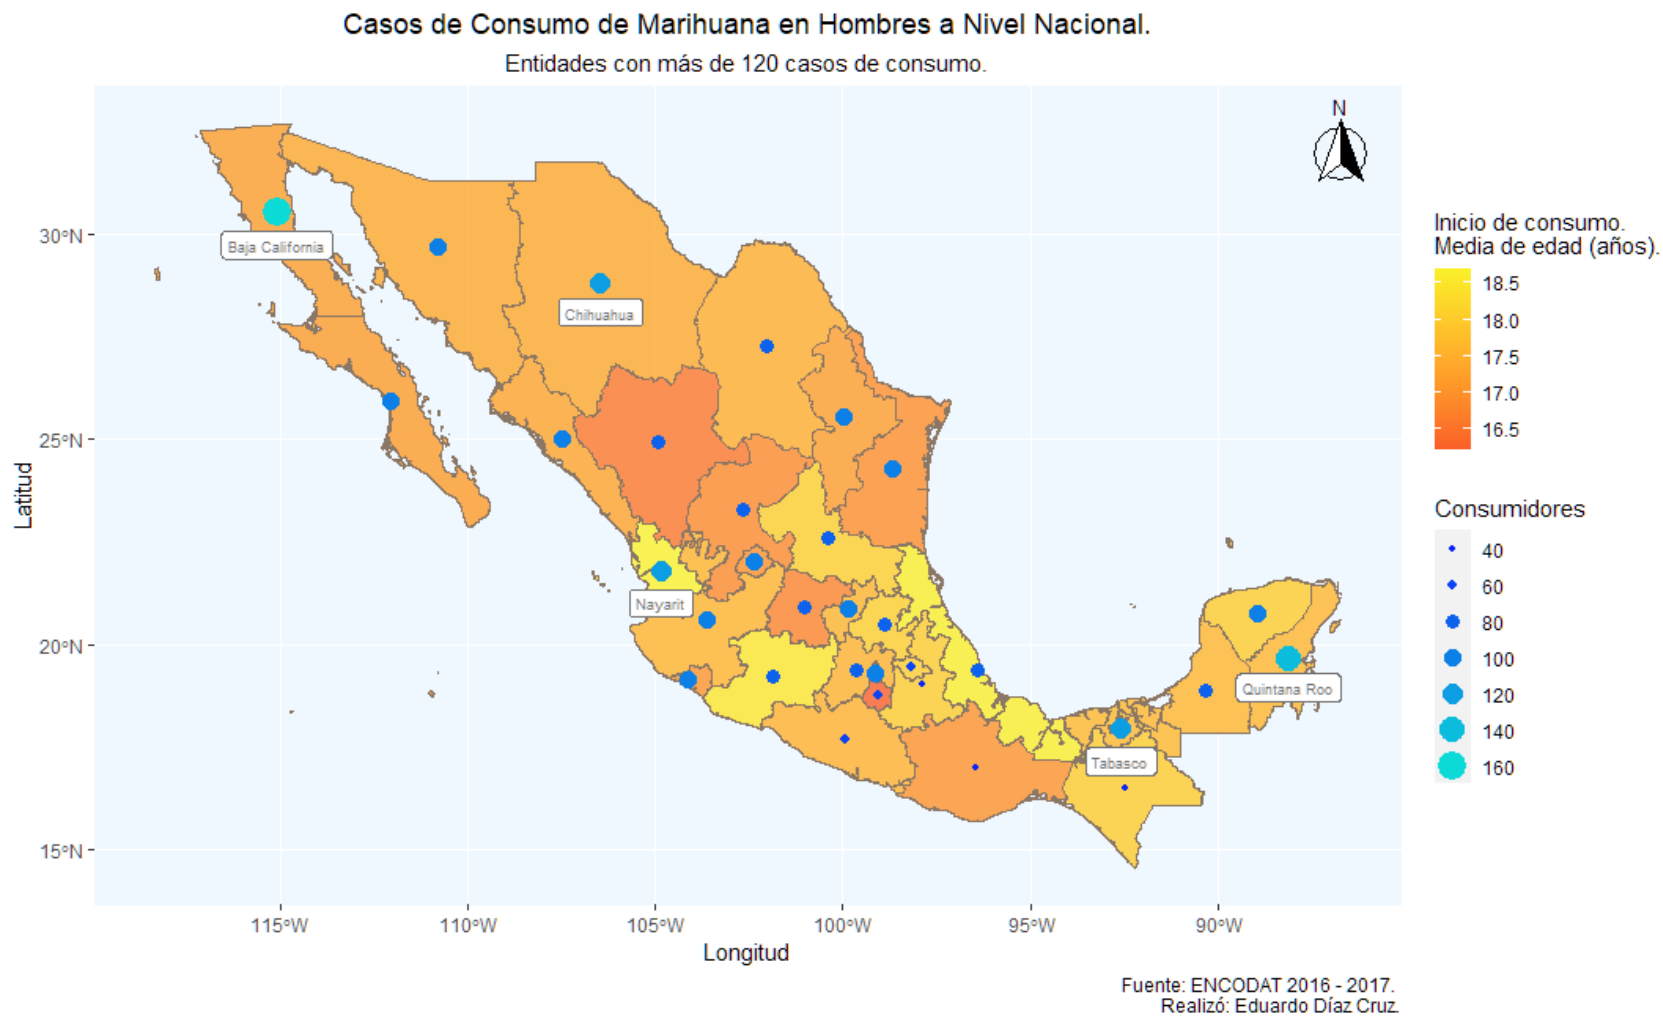 Casos de Consumo de Marihuana en Hombres a Nivel Nacional.
Entidades con más de 120 casos de consumo.
N
Inicio de consumo.
Media de edad (años).
18.5
18.0
17.5
17.0
16.5
Consumidores
40
60
80
100
120
140
160
30°N
25°N
20°N
15°N
Latitud
Baja California
Chihuahua
Nayarit
Quintana Roo
Tabasco
115°W
110°W
105°W
100°W
95°W
90°W
Longitud
Fuente: ENCODAT 2016 - 2017.
Realizó: Eduardo Díaz Cruz.